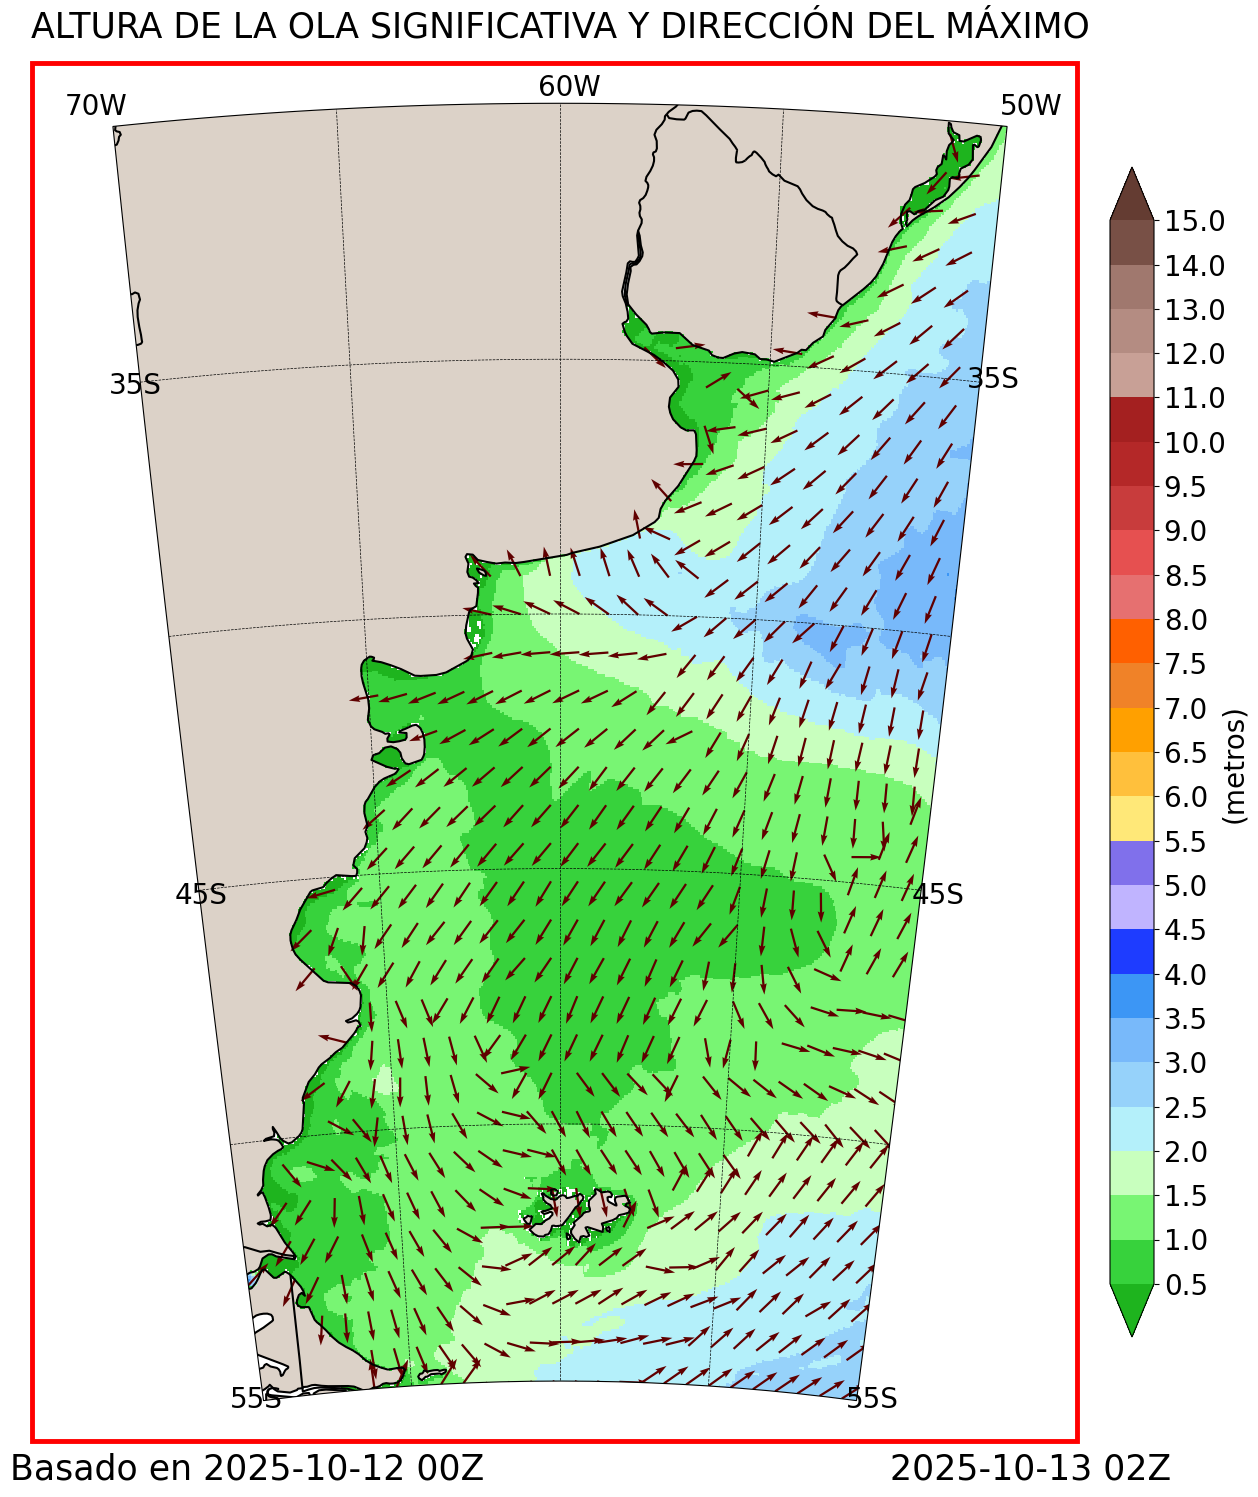 ALTURA DE LA OLA SIGNIFICATIVA Y DIRECCIÓN DEL MÁXIMO
70W
60W
50W
35S
35S
45S
45S
55S
55S
15.0
14.0
13.0
12.0
11.0
10.0
9.5
9.0
8.5
8.0
7.5
7.0
6.5
6.0
5.5
5.0
4.5
4.0
3.5
3.0
2.5
2.0
1.5
1.0
0.5
(metros)
Basado en 2025-10-12 00Z
2025-10-13 02Z